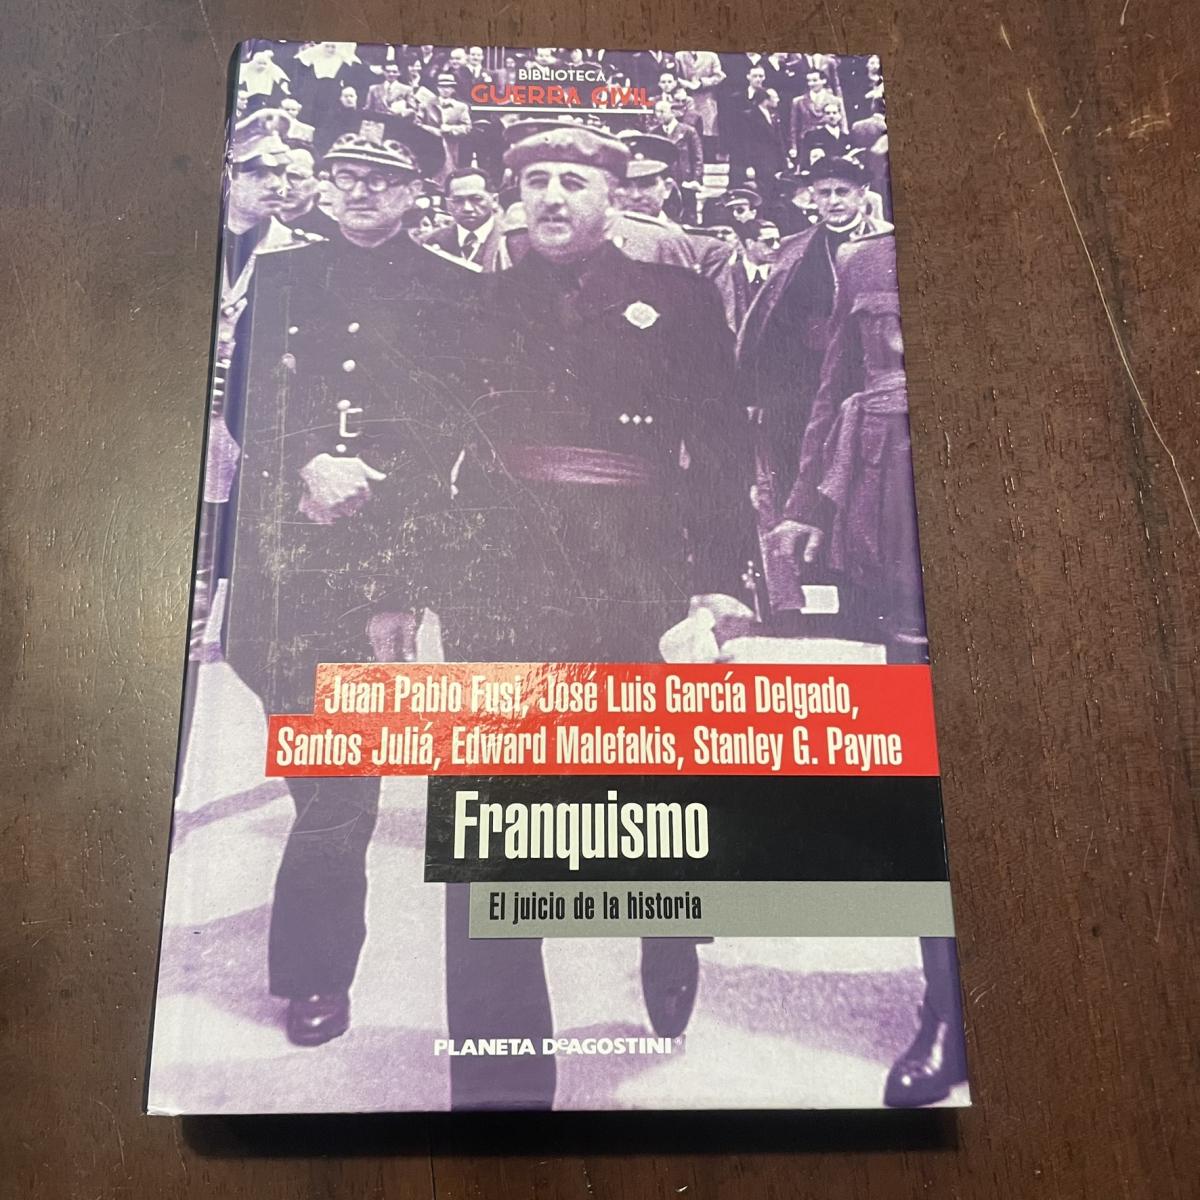 BIBLIOTECA
GUERRA CIVIL
Juan Pablo Fusi, José Luis García Delgado,
Santos Juliá, Edward Malefakis, Stanley G. Payne
Franquismo
El juicio de la historia
PLANETA DeAGOSTINI